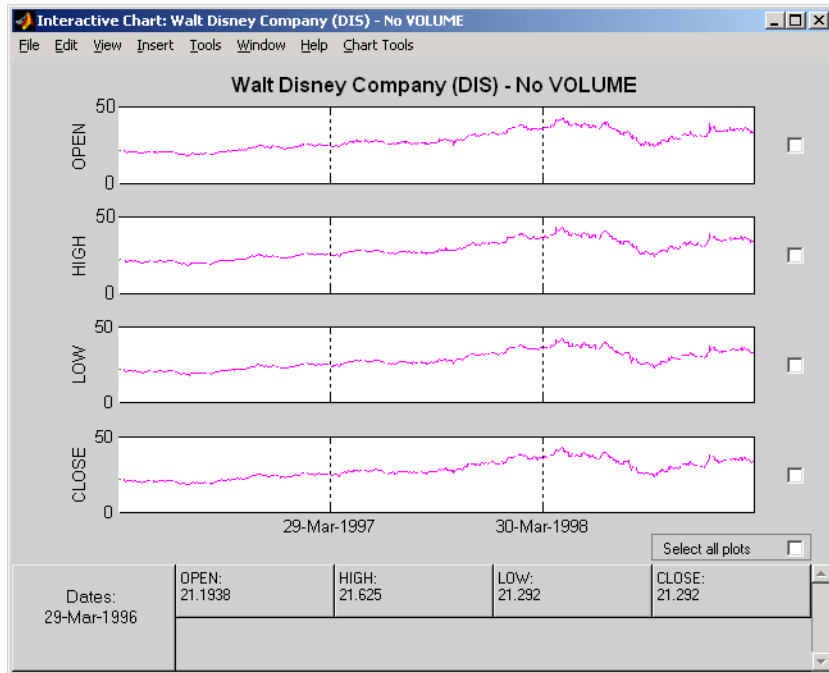 Interactive Chart: Walt Disney Company (DIS) - No VOLUME
File Edit View Insert Tools Window Help Chart Tools
Walt Disney Company (DIS) - No VOLUME
50
OPEN
0
50
HIGH
0
50
LOW
0
50
CLOSE
0
29-Mar-1997 30-Mar-1998
Select all plots
Dates:
29-Mar-1996
OPEN:
21.1938
HIGH:
21.625
LOW:
21.292
CLOSE:
21.292